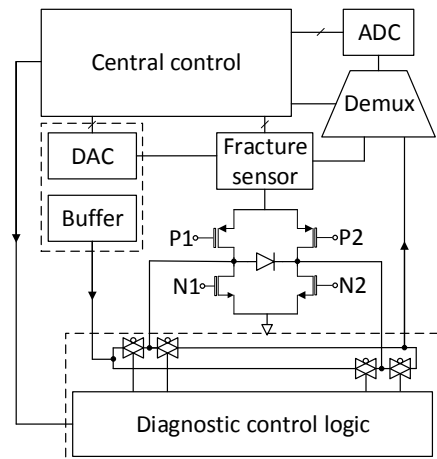 Central control
ADC
Demux
DAC
Fracture
sensor
Buffer
P1
P2
N1
N2
Diagnostic control logic